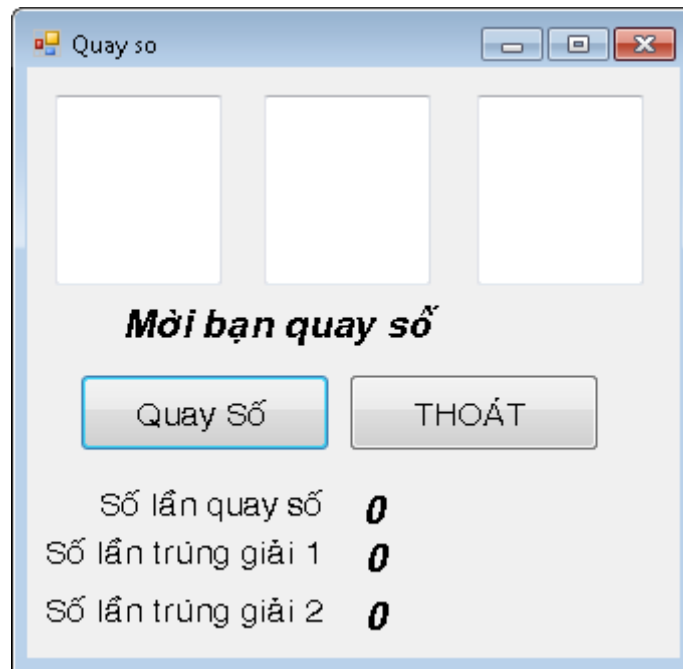 Quay so
Mời bạn quay số
Quay Số
THOÁT
Số lần quay số 0
Số lần trúng giải 1 0
Số lần trúng giải 2 0